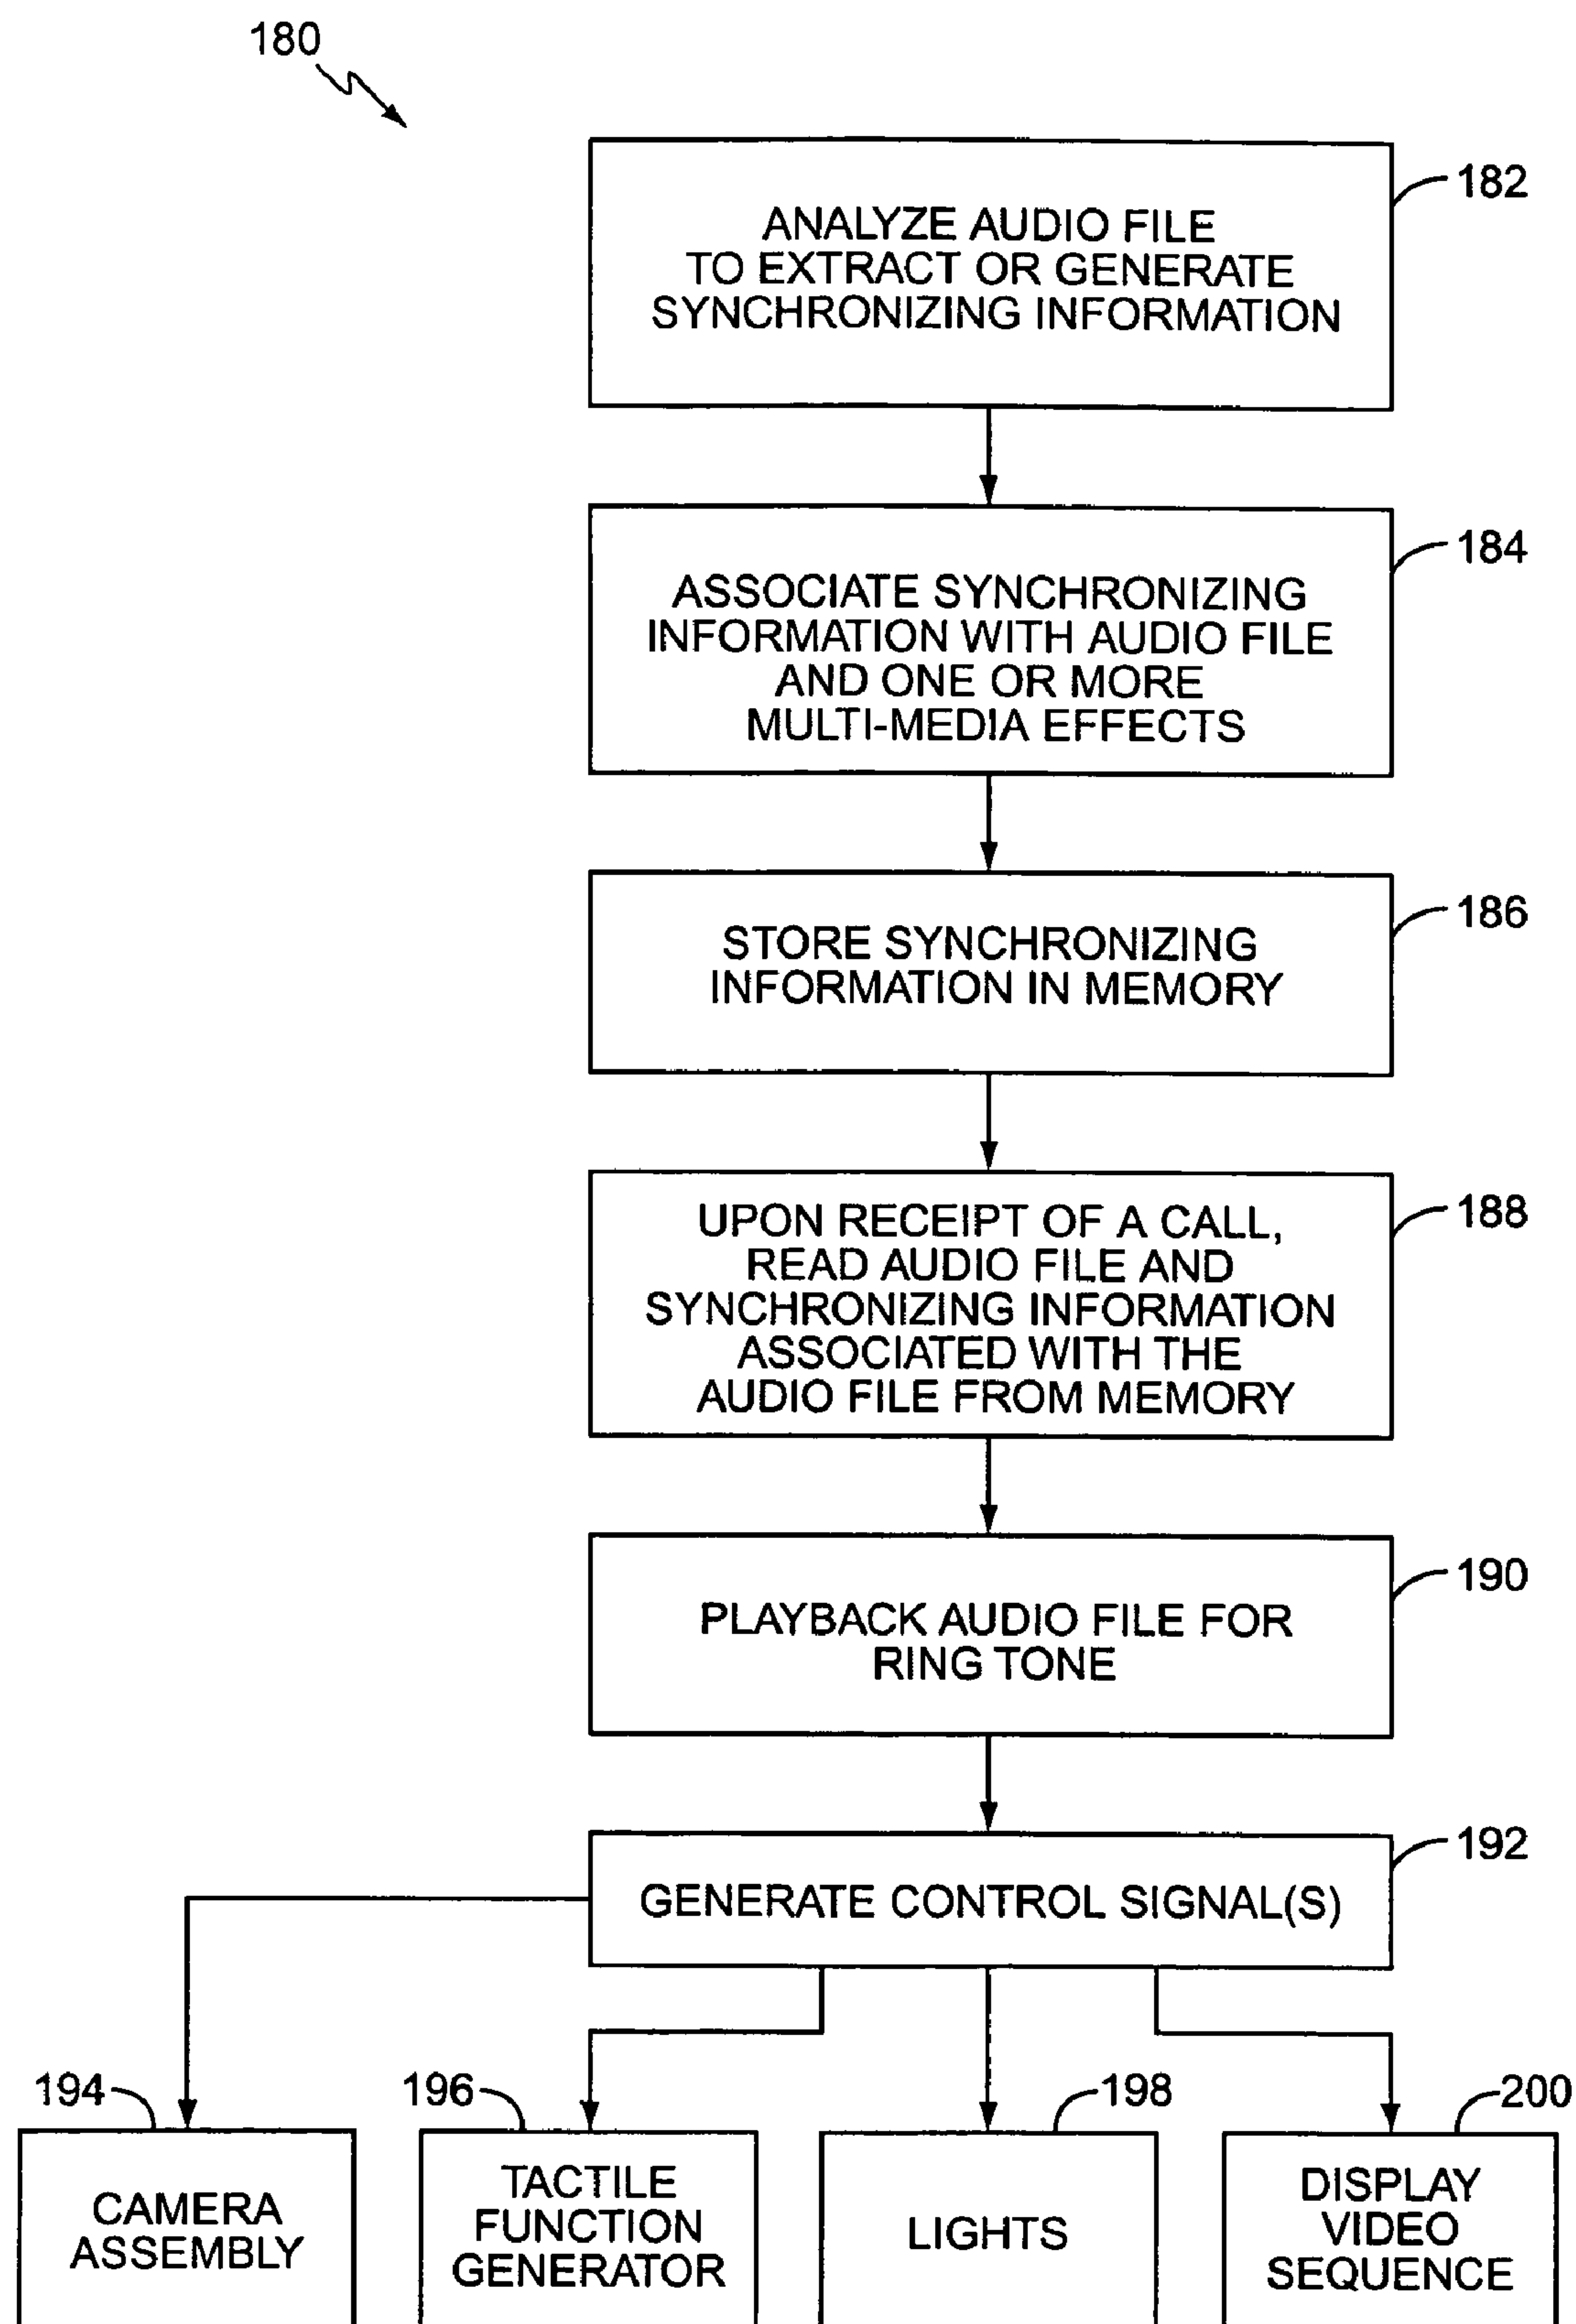 180
182
ANALYZE AUDIO FILE
TO EXTRACT OR GENERATE
SYNCHRONIZING INFORMATION
184
ASSOCIATE SYNCHRONIZING
INFORMATION WITH AUDIO FILE
AND ONE OR MORE
MULTI-MEDIA EFFECTS
186
STORE SYNCHRONIZING
INFORMATION IN MEMORY
188
UPON RECEIPT OF A CALL,
READ AUDIO FILE AND
SYNCHRONIZING INFORMATION
ASSOCIATED WITH THE
AUDIO FILE FROM MEMORY
190
PLAYBACK AUDIO FILE FOR
RING TONE
192
GENERATE CONTROL SIGNAL(S)
194
CAMERA
ASSEMBLY
196
TACTILE
FUNCTION
GENERATOR
198
LIGHTS
200
DISPLAY
VIDEO
SEQUENCE